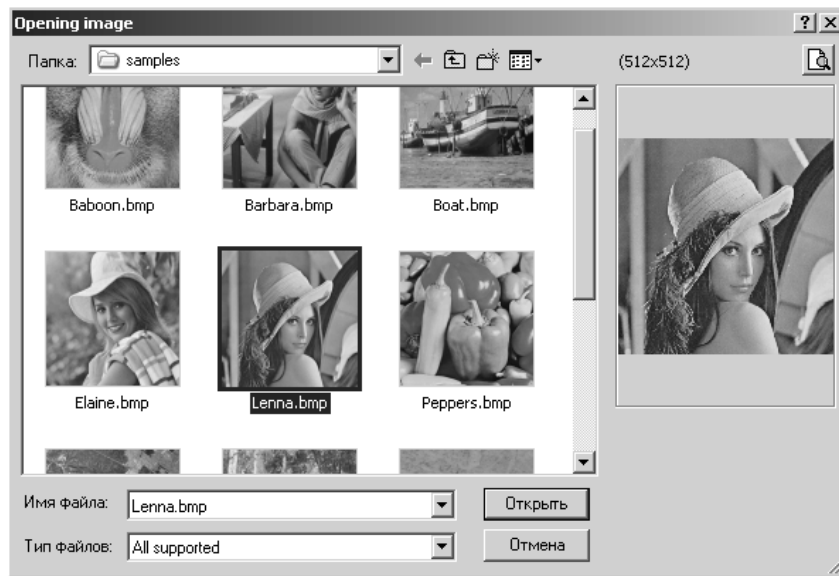 Opening image
Папка: samples
(512x512)
Baboon.bmp
Barbara.bmp
Boat.bmp
Elaine.bmp
Lenna.bmp
Peppers.bmp
Имя файла: Lenna.bmp
Открыть
Тип файлов: All supported
Отмена